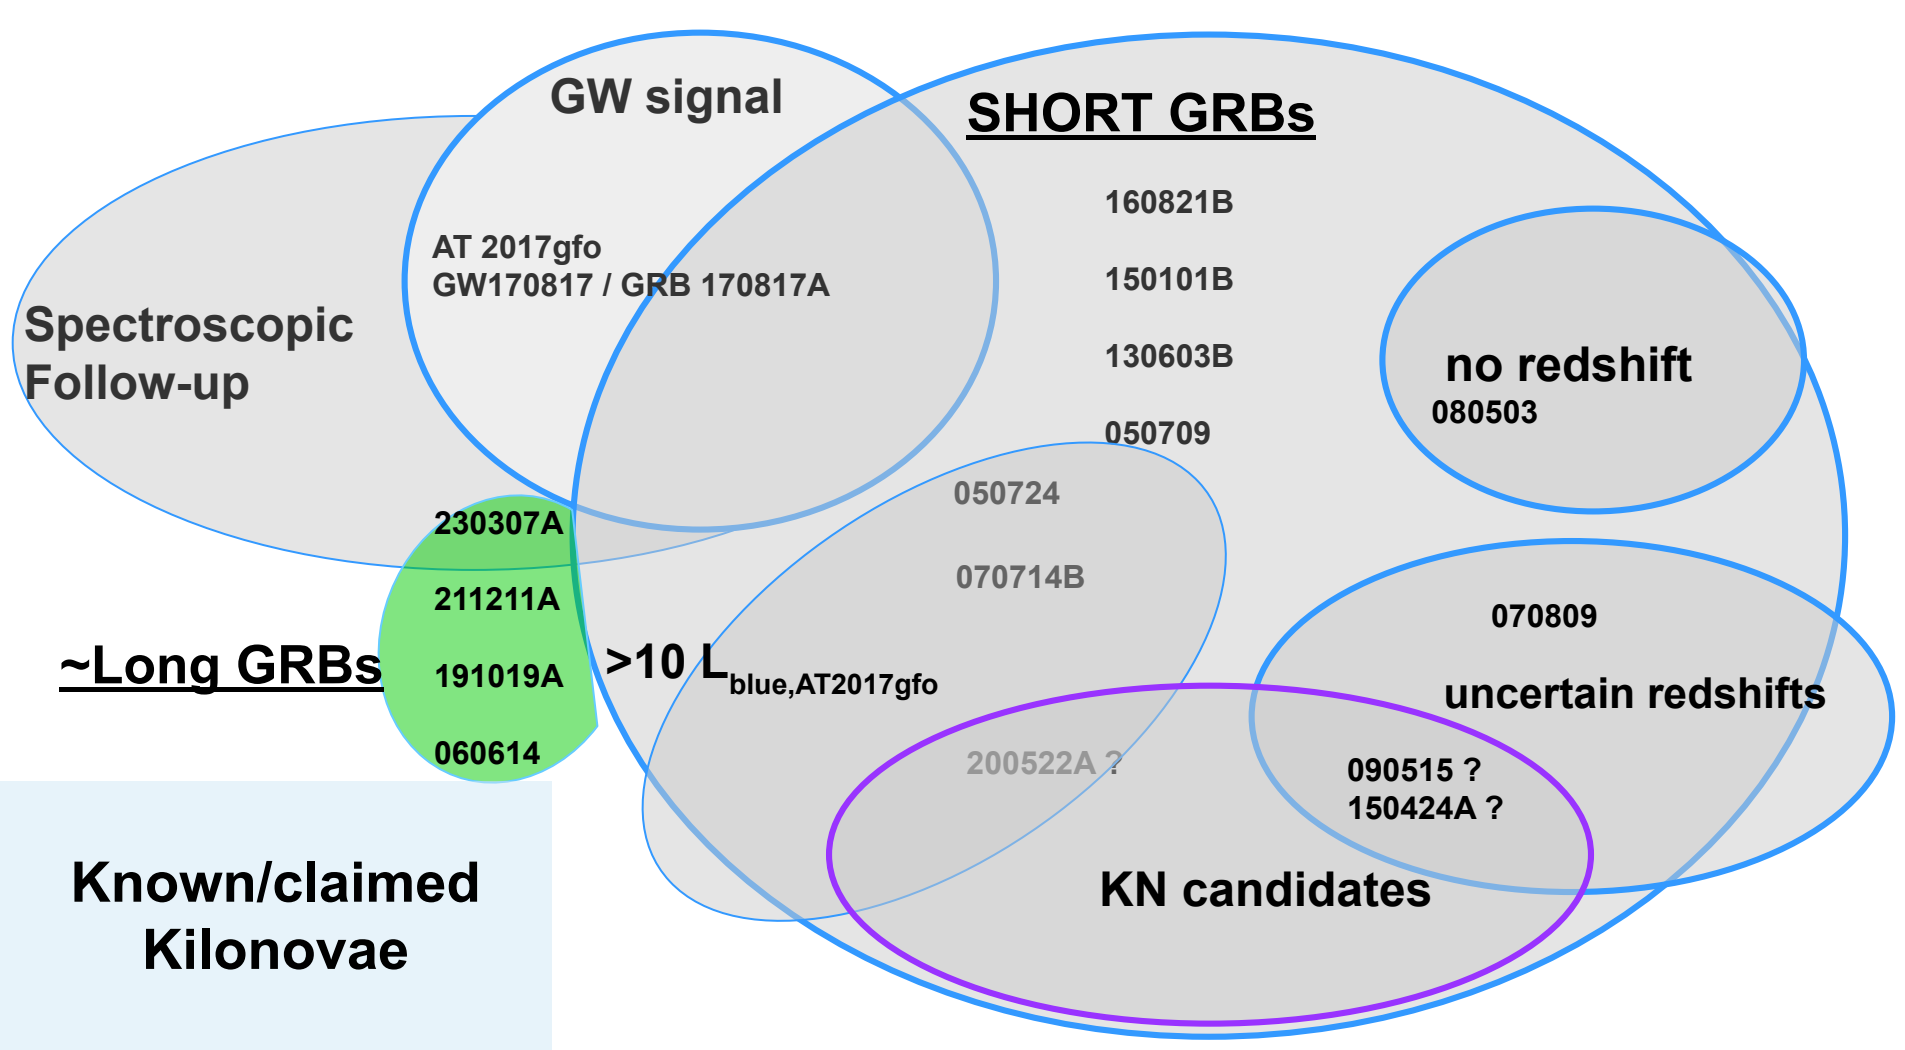 GW signal
SHORT GRBs
160821B
AT 2017gfo
GW170817 / GRB 170817A
150101B
Spectroscopic
Follow-up
130603B
no redshift
080503
050709
050724
230307A
070714B
211211A
070809
~Long GRBs
191019A
>10 L blue,AT2017gfo
uncertain redshifts
060614
200522A ?
090515 ?
150424A ?
KN candidates
Known/claimed
Kilonovae